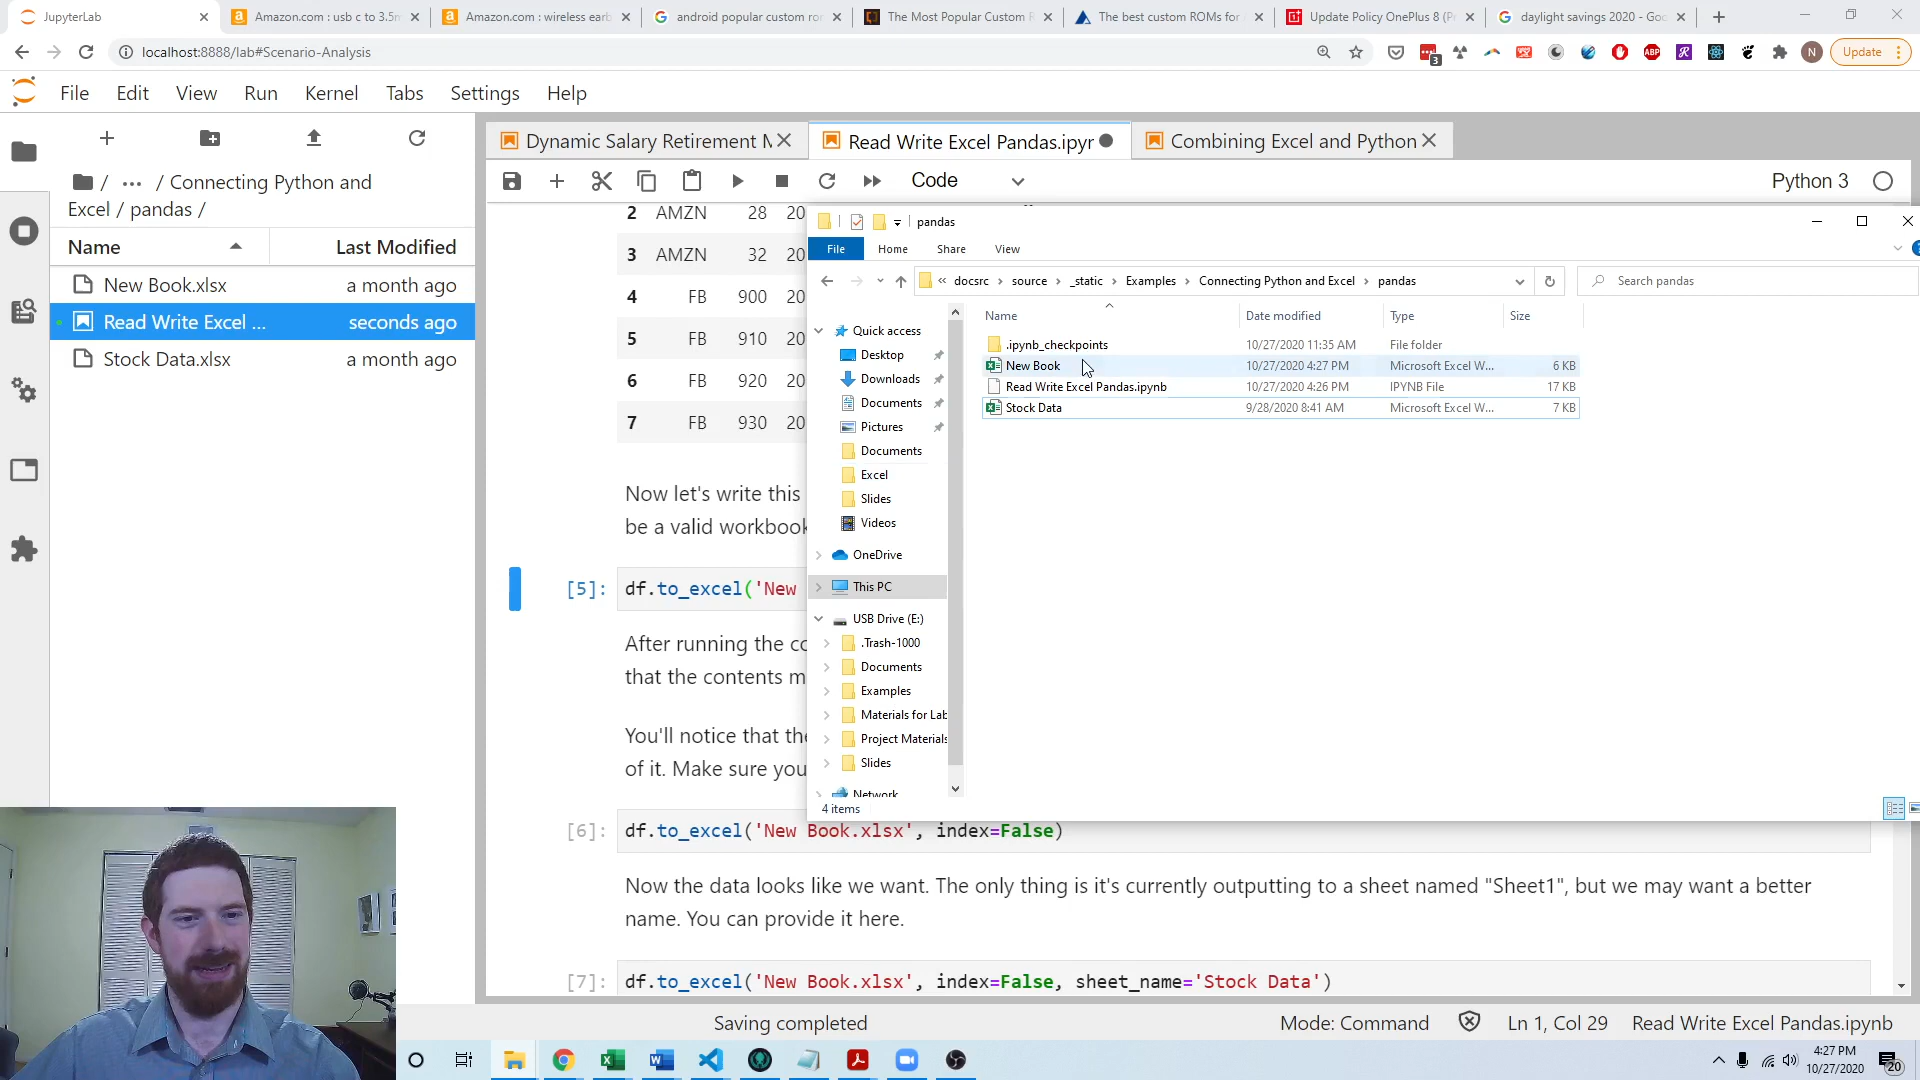 JupyterLab
Amazon.com : usb c to 3.5m
Amazon.com : wireless earb
android popular custom ron
The Most Popular Custom R
The best custom ROMs for
Update Policy OnePlus 8 (P
daylight savings 2020 - Goo
localhost:8888/lab#Scenario-Analysis
3
ABP
N
Update
File Edit View Run Kernel Tabs Settings Help
/ ... / Connecting Python and
Excel / pandas /
Name Last Modified
New Book.xlsx a month ago
Read Write Excel ... seconds ago
Stock Data.xlsx a month ago
Dynamic Salary Retirement M
Read Write Excel Pandas.ipyr
Combining Excel and Python
Code
Python 3
2 AMZN 28 20
3 AMZN 32 20
4 FB 900 20
5 FB 910 20
6 FB 920 20
7 FB 930 20
Now let's write this
be a valid workbook
[5]: df.to_excel('New
After running the co
that the contents m
You'll notice that the
of it. Make sure you
[6]: df.to_excel('New Book.xlsx', index=False)
Now the data looks like we want. The only thing is it's currently outputting to a sheet named "Sheet1", but we may want a better
name. You can provide it here.
[7]: df.to_excel('New Book.xlsx', index=False, sheet_name='Stock Data')
pandas
File Home Share View
« docsrc › source › _static › Examples › Connecting Python and Excel › pandas
Search pandas
Quick access
Desktop
Downloads
Documents
Pictures
Documents
Excel
Slides
Videos
OneDrive
This PC
USB Drive (E:)
.Trash-1000
Documents
Examples
Materials for Lab
Project Materials
Slides
Network
Name Date modified Type Size
.ipynb_checkpoints 10/27/2020 11:35 AM File folder
New Book 10/27/2020 4:27 PM Microsoft Excel W... 6 KB
Read Write Excel Pandas.ipynb 10/27/2020 4:26 PM IPYNB File 17 KB
Stock Data 9/28/2020 8:41 AM Microsoft Excel W... 7 KB
4 items
Saving completed
Mode: Command
Ln 1, Col 29
Read Write Excel Pandas.ipynb
4:27 PM
10/27/2020
20